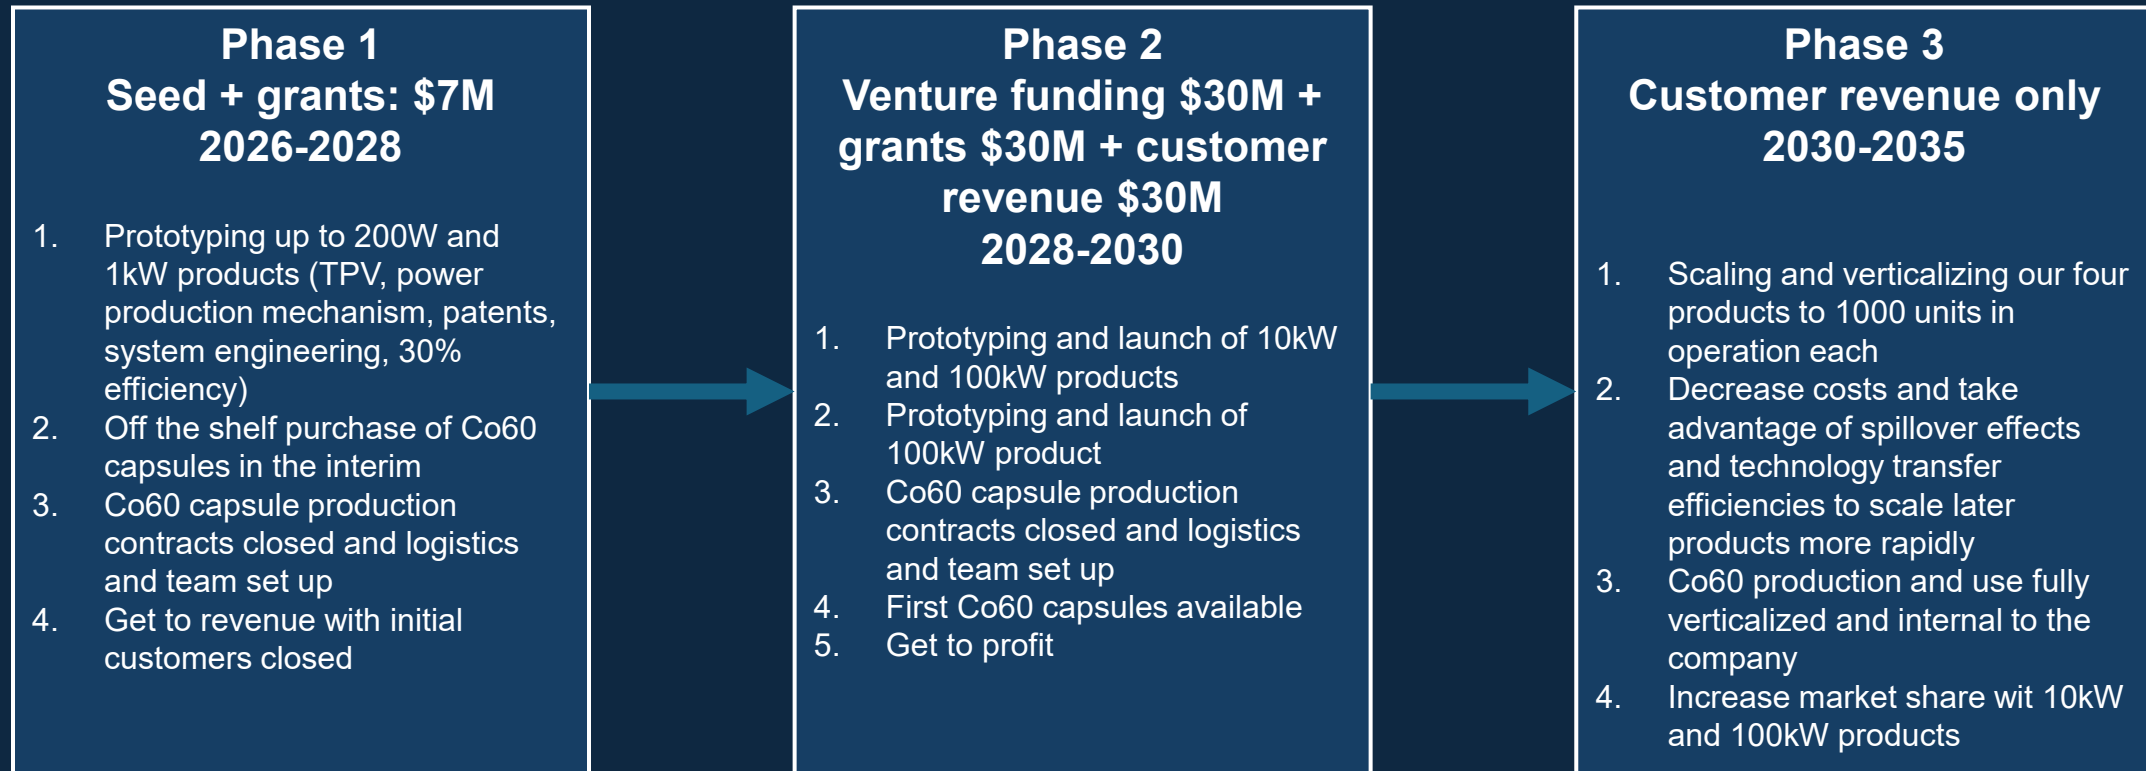 Phase 1
Seed + grants: $7M
2026-2028
1. Prototyping up to 200W and
1kW products (TPV, power
production mechanism, patents,
system engineering, 30%
efficiency)
2. Off the shelf purchase of Co60
capsules in the interim
3. Co60 capsule production
contracts closed and logistics
and team set up
4. Get to revenue with initial
customers closed
Phase 2
Venture funding $30M +
grants $30M + customer
revenue $30M
2028-2030
1. Prototyping and launch of 10kW
and 100kW products
2. Prototyping and launch of
100kW product
3. Co60 capsule production
contracts closed and logistics
and team set up
4. First Co60 capsules available
5. Get to profit
Phase 3
Customer revenue only
2030-2035
1. Scaling and verticalizing our four
products to 1000 units in
operation each
2. Decrease costs and take
advantage of spillover effects
and technology transfer
efficiencies to scale later
products more rapidly
3. Co60 production and use fully
verticalized and internal to the
company
4. Increase market share wit 10kW
and 100kW products